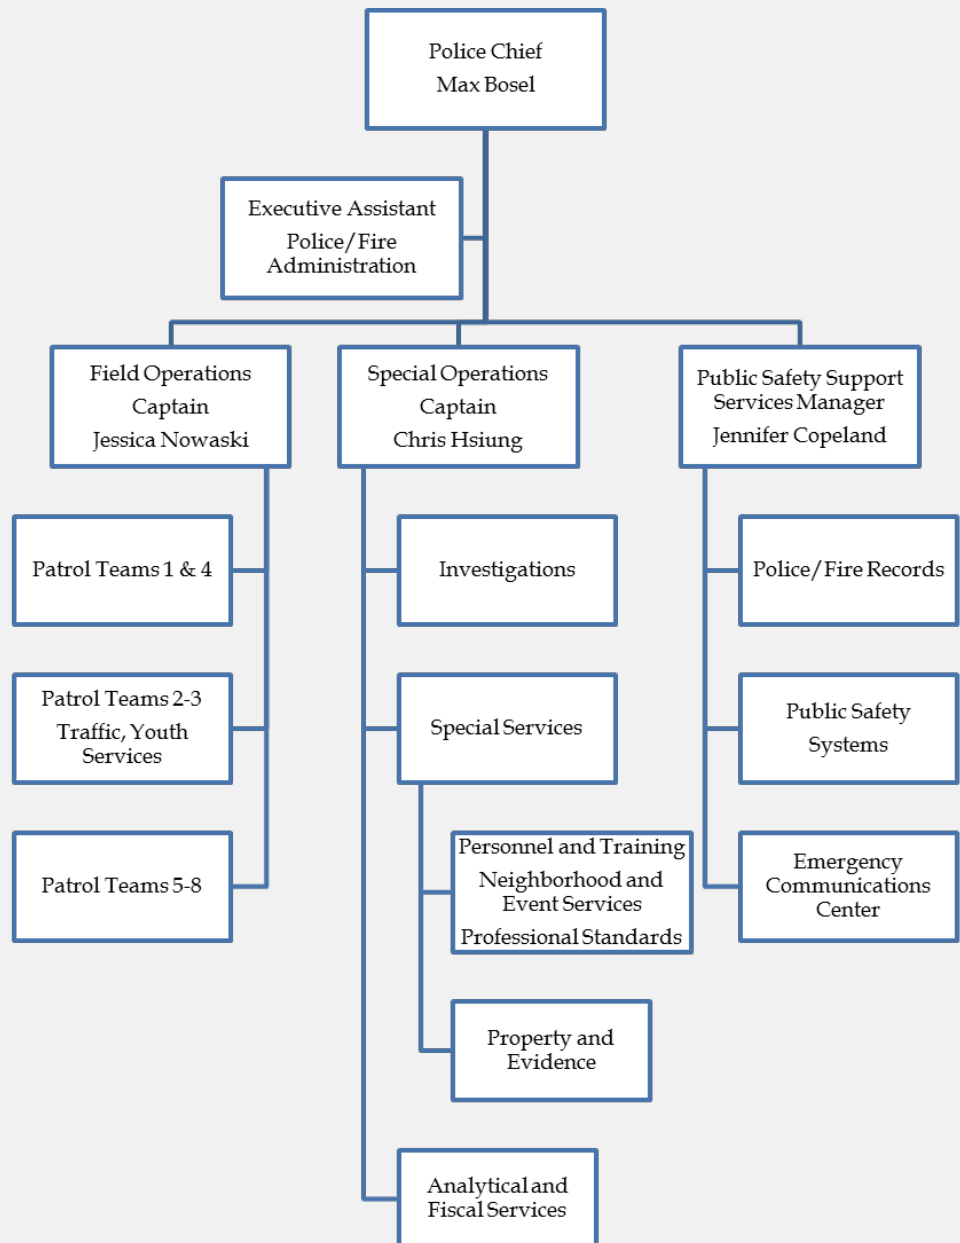 Police Chief
Max Bosel
Executive Assistant
Police/Fire
Administration
Field Operations
Captain
Jessica Nowaski
Special Operations
Captain
Chris Hsiung
Public Safety Support
Services Manager
Jennifer Copeland
Patrol Teams 1 & 4
Investigations
Police/Fire Records
Patrol Teams 2-3
Traffic, Youth
Services
Special Services
Public Safety
Systems
Patrol Teams 5-8
Personnel and Training
Neighborhood and
Event Services
Professional Standards
Emergency
Communications
Center
Property and
Evidence
Analytical and
Fiscal Services